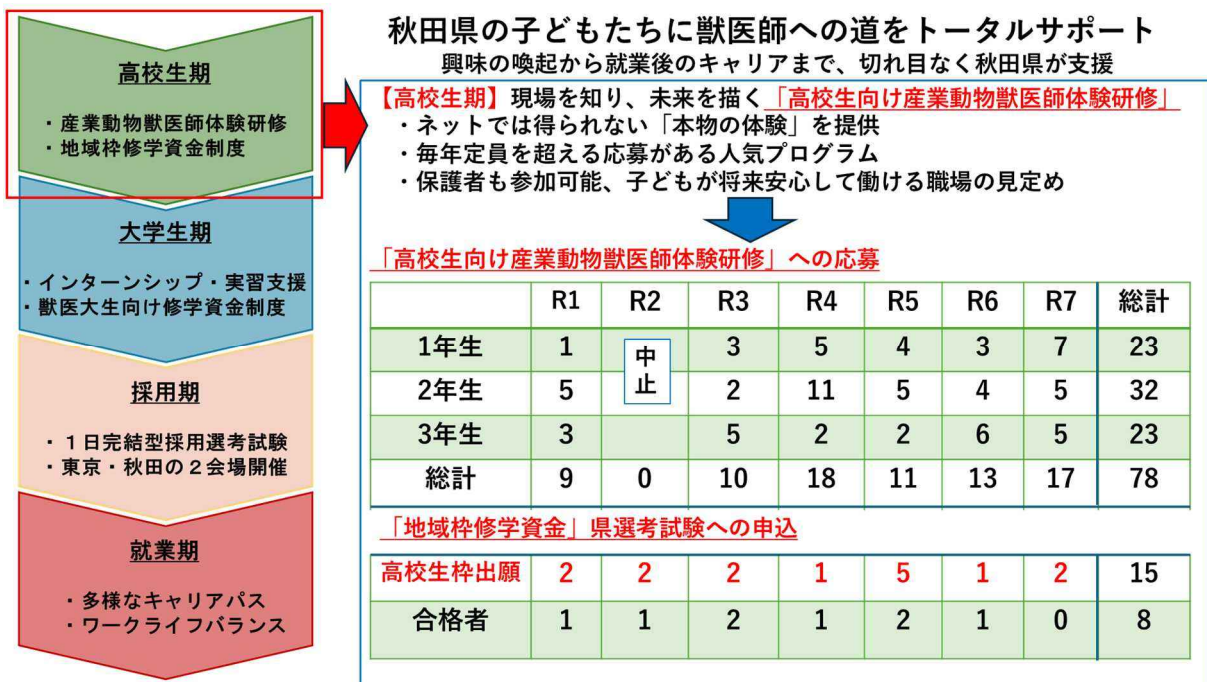 秋田県の子どもたちに獣医師への道をトータルサポート
興味の喚起から就業後のキャリアまで、切れ目なく秋田県が支援
高校生期
・産業動物獣医師体験研修
・地域枠修学資金制度
大学生期
・インターンシップ・実習支援
・獣医大生向け修学資金制度
採用期
・１日完結型採用選考試験
・東京・秋田の２会場開催
就業期
・多様なキャリアパス
・ワークライフバランス
【高校生期】現場を知り、未来を描く「高校生向け産業動物獣医師体験研修」
・ネットでは得られない「本物の体験」を提供
・毎年定員を超える応募がある人気プログラム
・保護者も参加可能、子どもが将来安心して働ける職場の見定め
「高校生向け産業動物獣医師体験研修」への応募
R1 R2 R3 R4 R5 R6 R7 総計
1年生 1 3 5 4 3 7 23
中止
2年生 5 2 11 5 4 5 32
3年生 3 5 2 2 6 5 23
総計 9 0 10 18 11 13 17 78
「地域枠修学資金」県選考試験への申込
高校生枠出願 2 2 2 1 5 1 2 15
合格者 1 1 2 1 2 1 0 8